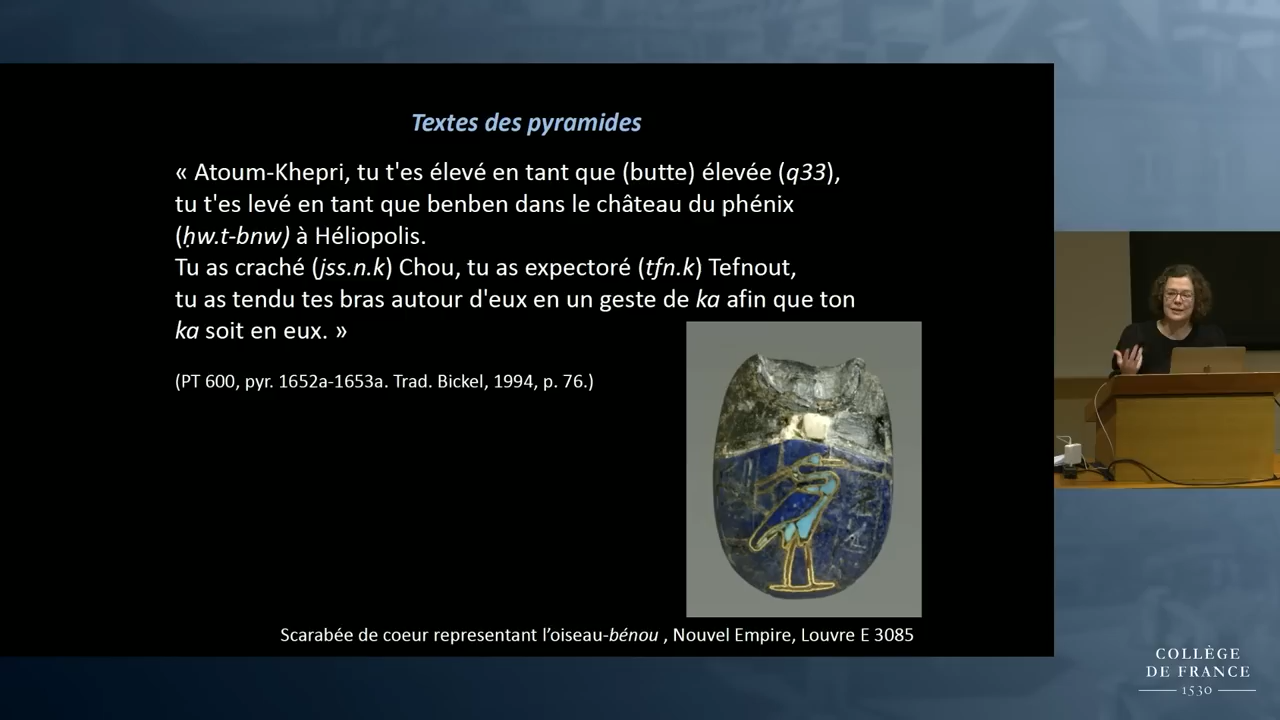 Textes des pyramides
« Atoum-Khepri, tu t'es élevé en tant que (butte) élevée (q33),
tu t'es levé en tant que benben dans le château du phénix
(ḥw.t-bnw) à Héliopolis.
Tu as craché (jss.n.k) Chou, tu as expectoré (tfn.k) Tefnout,
tu as tendu tes bras autour d'eux en un geste de ka afin que ton
ka soit en eux. »
(PT 600, pyr. 1652a-1653a. Trad. Bickel, 1994, p. 76.)
Scarabée de coeur representant l’oiseau-bénou , Nouvel Empire, Louvre E 3085
COLLÈGE
DE FRANCE
1530